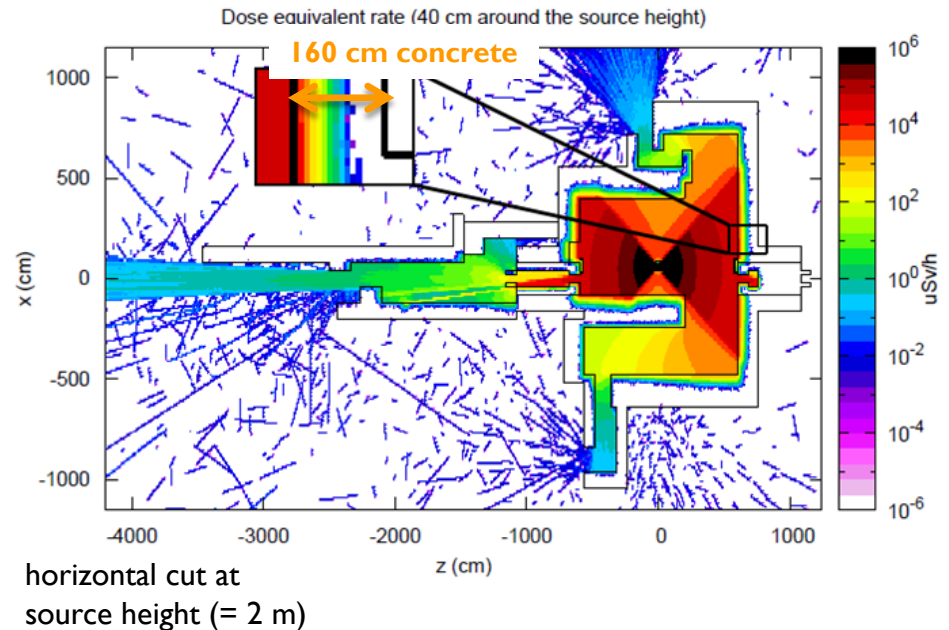 Dose equivalent rate (40 cm around the source height)
160 cm concrete
1000
500
0
-500
-1000
x (cm)
-4000 -3000 -2000 -1000 0 1000
z (cm)
10^6
10^4
10^2
10^0
10^-2
10^-4
10^-6
uSv/h
horizontal cut at
source height (= 2 m)